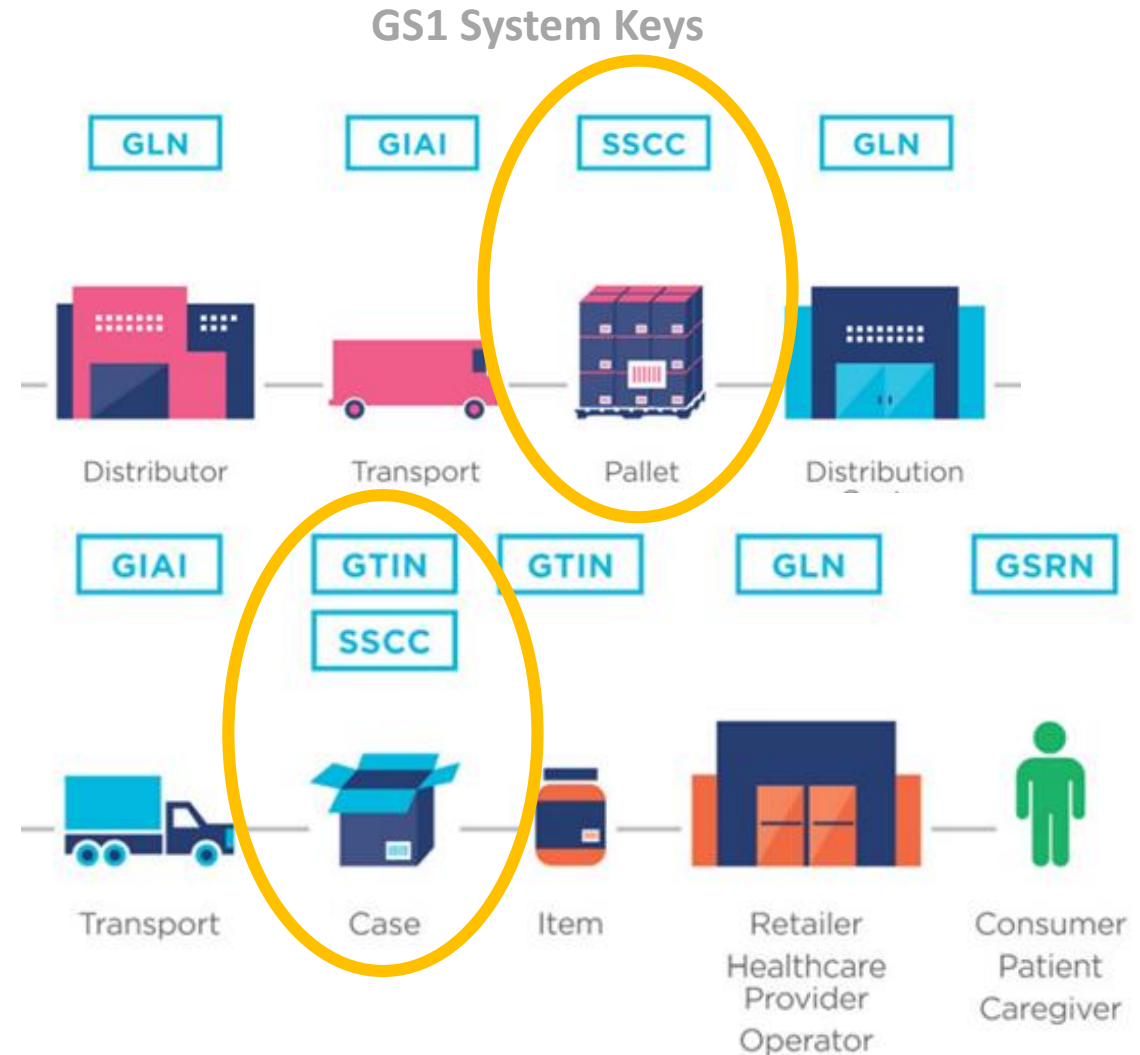 GS1 System Keys
GLN GIAI SSCC GLN
Distributor Transport Pallet Distribution
GIAI GTIN GTIN GLN GSRN
SSCC
Transport Case Item Retailer Consumer
Healthcare Patient
Provider Caregiver
Operator